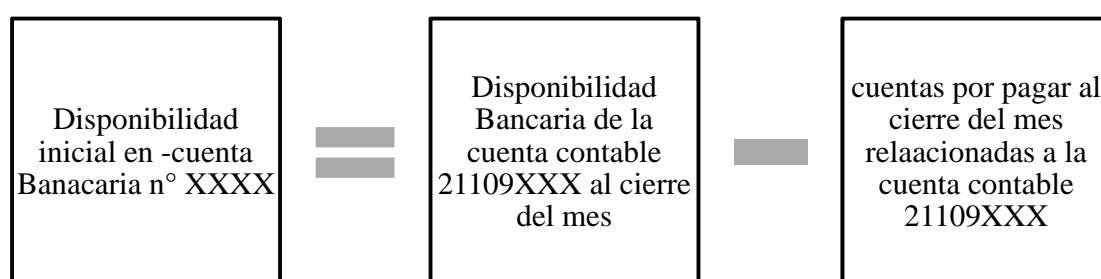 Disponibilidad
inicial en -cuenta
Banacaria n° XXXX
Disponibilidad
Bancaria de la
cuenta contable
21109XXX al cierre
del mes
cuentas por pagar al
cierre del mes
relaacionadas a la
cuenta contable
21109XXX